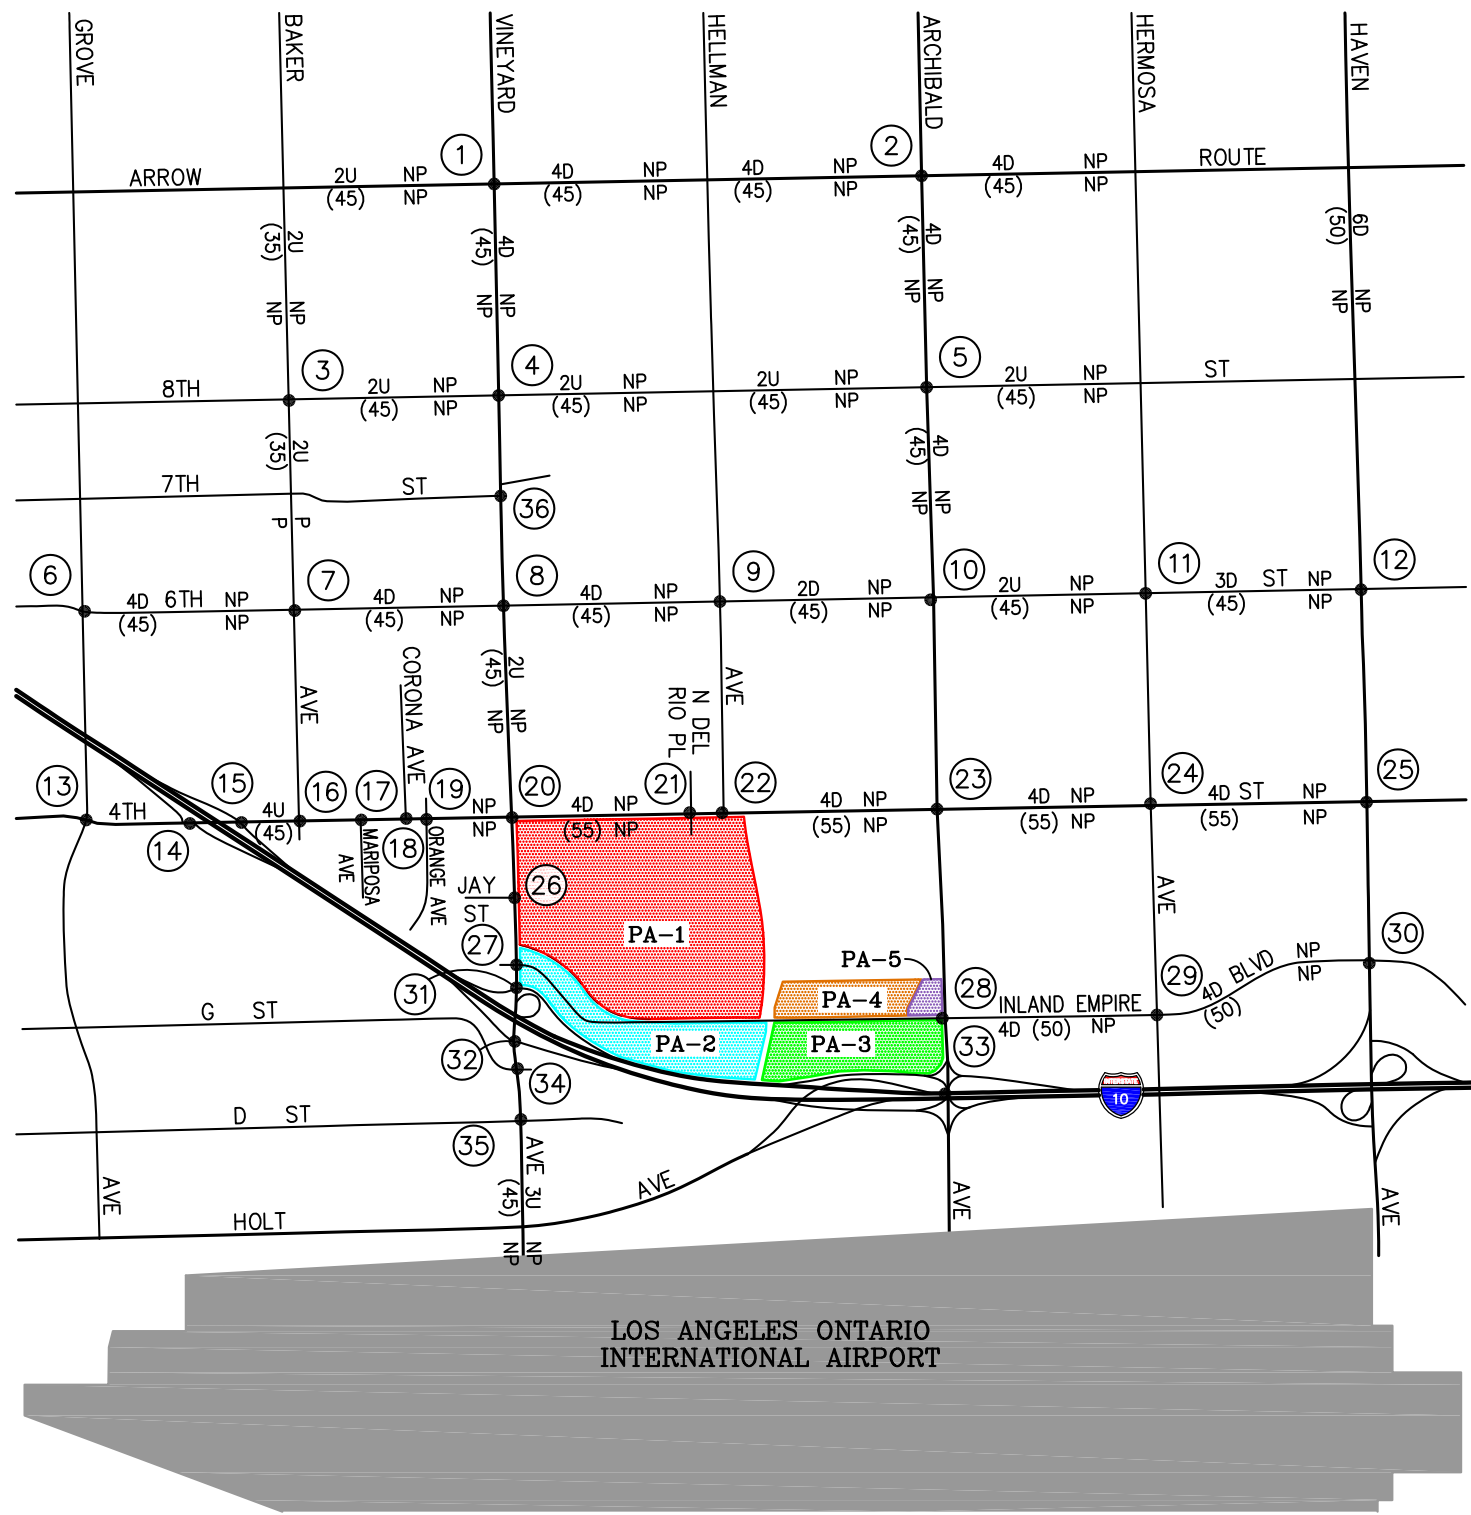 GROVE
BAKER
VINEYARD
HELLMAN
ARCHIBALD
HERMOSA
HAVEN
1
2
ARROW
2U NP
4D NP
4D NP
4D NP
ROUTE
(45) NP
(45) NP
(45) NP
(45) NP
2U
(35)
NP
NP
4D
(45)
NP
NP
4D
(45)
NP
NP
6D
(50)
NP
NP
3
4
5
8TH
2U NP
2U NP
2U NP
2U NP
ST
(45) NP
(45) NP
(45) NP
(45) NP
2U
(35)
4D
(45)
7TH
ST
36
P
P
NP
NP
6
7
8
9
10
11
12
4D 6TH NP
4D NP
4D NP
2D NP
2U NP
3D ST NP
(45) NP
(45) NP
(45) NP
(45) NP
(45) NP
(45) NP
CORONA AVE
2U
(45)
NP
NP
AVE
N DEL
RIO PL
AVE
13
15
16
17
19
20
21
22
23
24
25
4TH
4U
(45)
NP
NP
4D NP
(55) NP
4D NP
(55) NP
4D NP
(55) NP
4D ST NP
(55) NP
14
18
MARIPOSA
AVE
ORANGE AVE
JAY
ST
26
AVE
27
PA-1
PA-5
30
31
PA-4
28
29
INLAND EMPIRE
4D BLVD NP
NP
4D (50) NP
(50)
G ST
32
PA-2
PA-3
33
34
INTERSTATE
10
D ST
35
AVE 3U
(45)
NP
NP
AVE
AVE
AVE
AVE
HOLT
LOS ANGELES ONTARIO
INTERNATIONAL AIRPORT